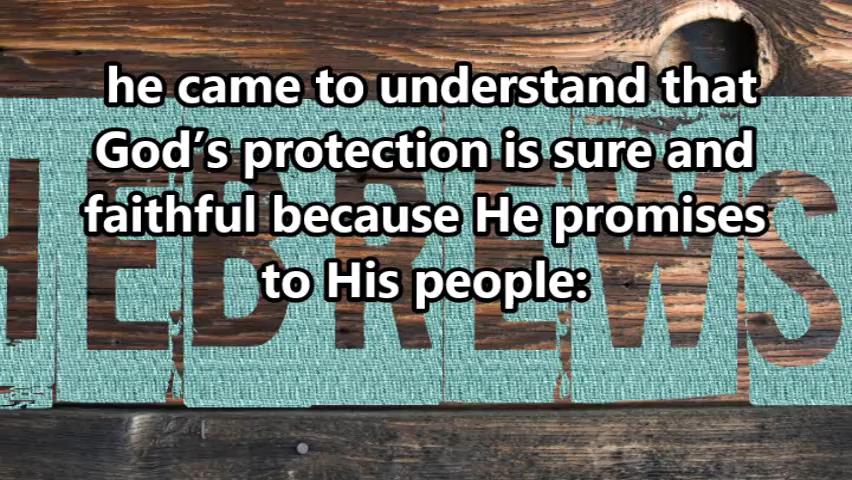 he came to understand that
God’s protection is sure and
faithful because He promises
to His people:
HEBREWS